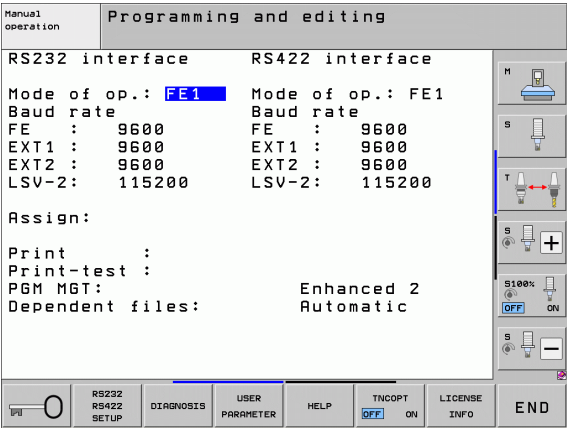 Manual
operation
Programming and editing
RS232 interface RS422 interface
Mode of op.: FE1 Mode of op.: FE1
Baud rate Baud rate
FE : 9600 FE : 9600
EXT1 : 9600 EXT1 : 9600
EXT2 : 9600 EXT2 : 9600
LSV-2: 115200 LSV-2: 115200
Assign:
Print :
Print-test :
PGM MGT: Enhanced 2
Dependent files: Automatic
M
S
T
S
+
S100%
OFF ON
S
—
RS232
RS422
SETUP
DIAGNOSIS
USER
PARAMETER
HELP
TNCOPT
OFF ON
LICENSE
INFO
END